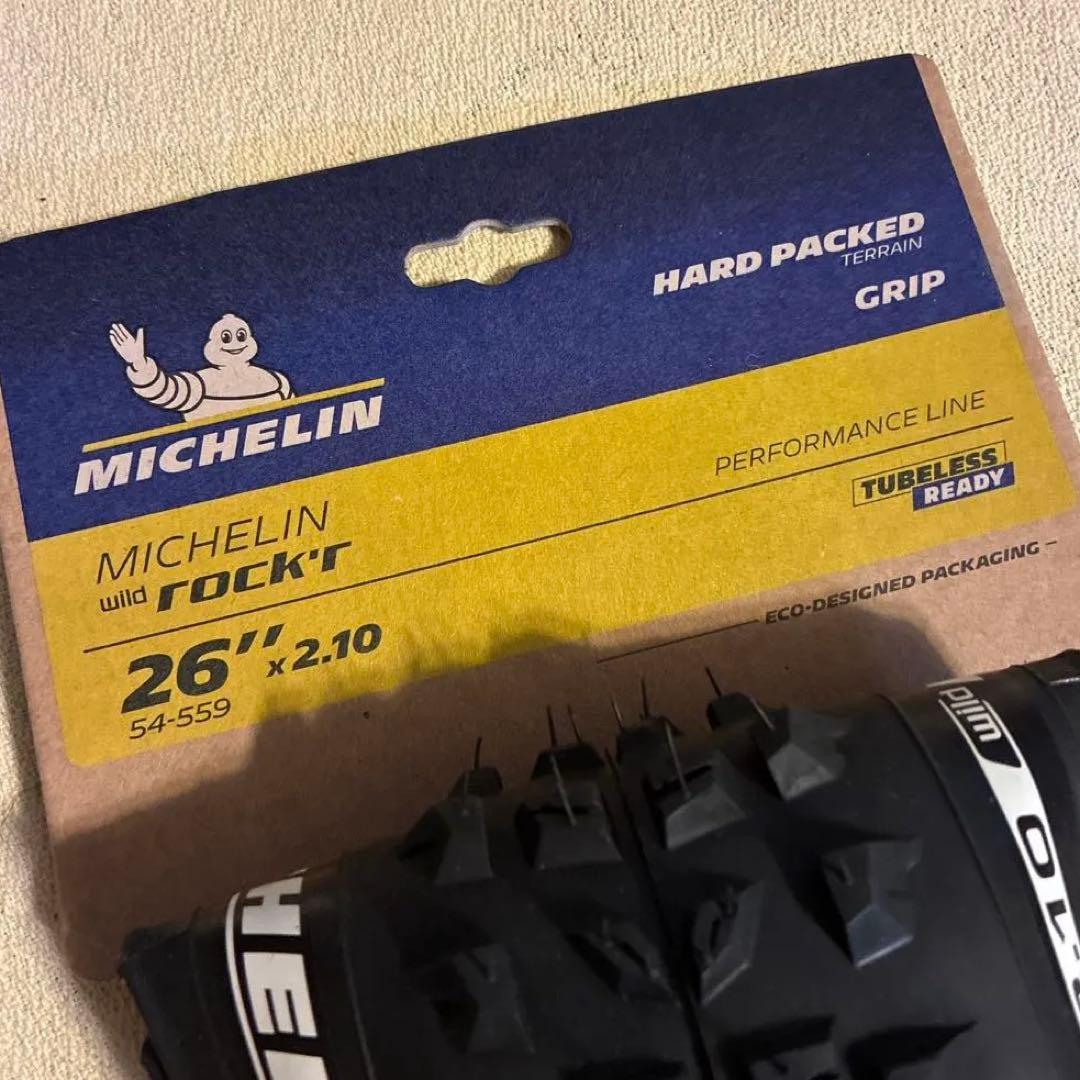 HARD PACKED
TERRAIN
GRIP
MICHELIN
MICHELIN
wild rock'r
PERFORMANCE LINE
TUBELESS
READY
26" x 2.10
54-559
ECO-DESIGNED PACKAGING
wild